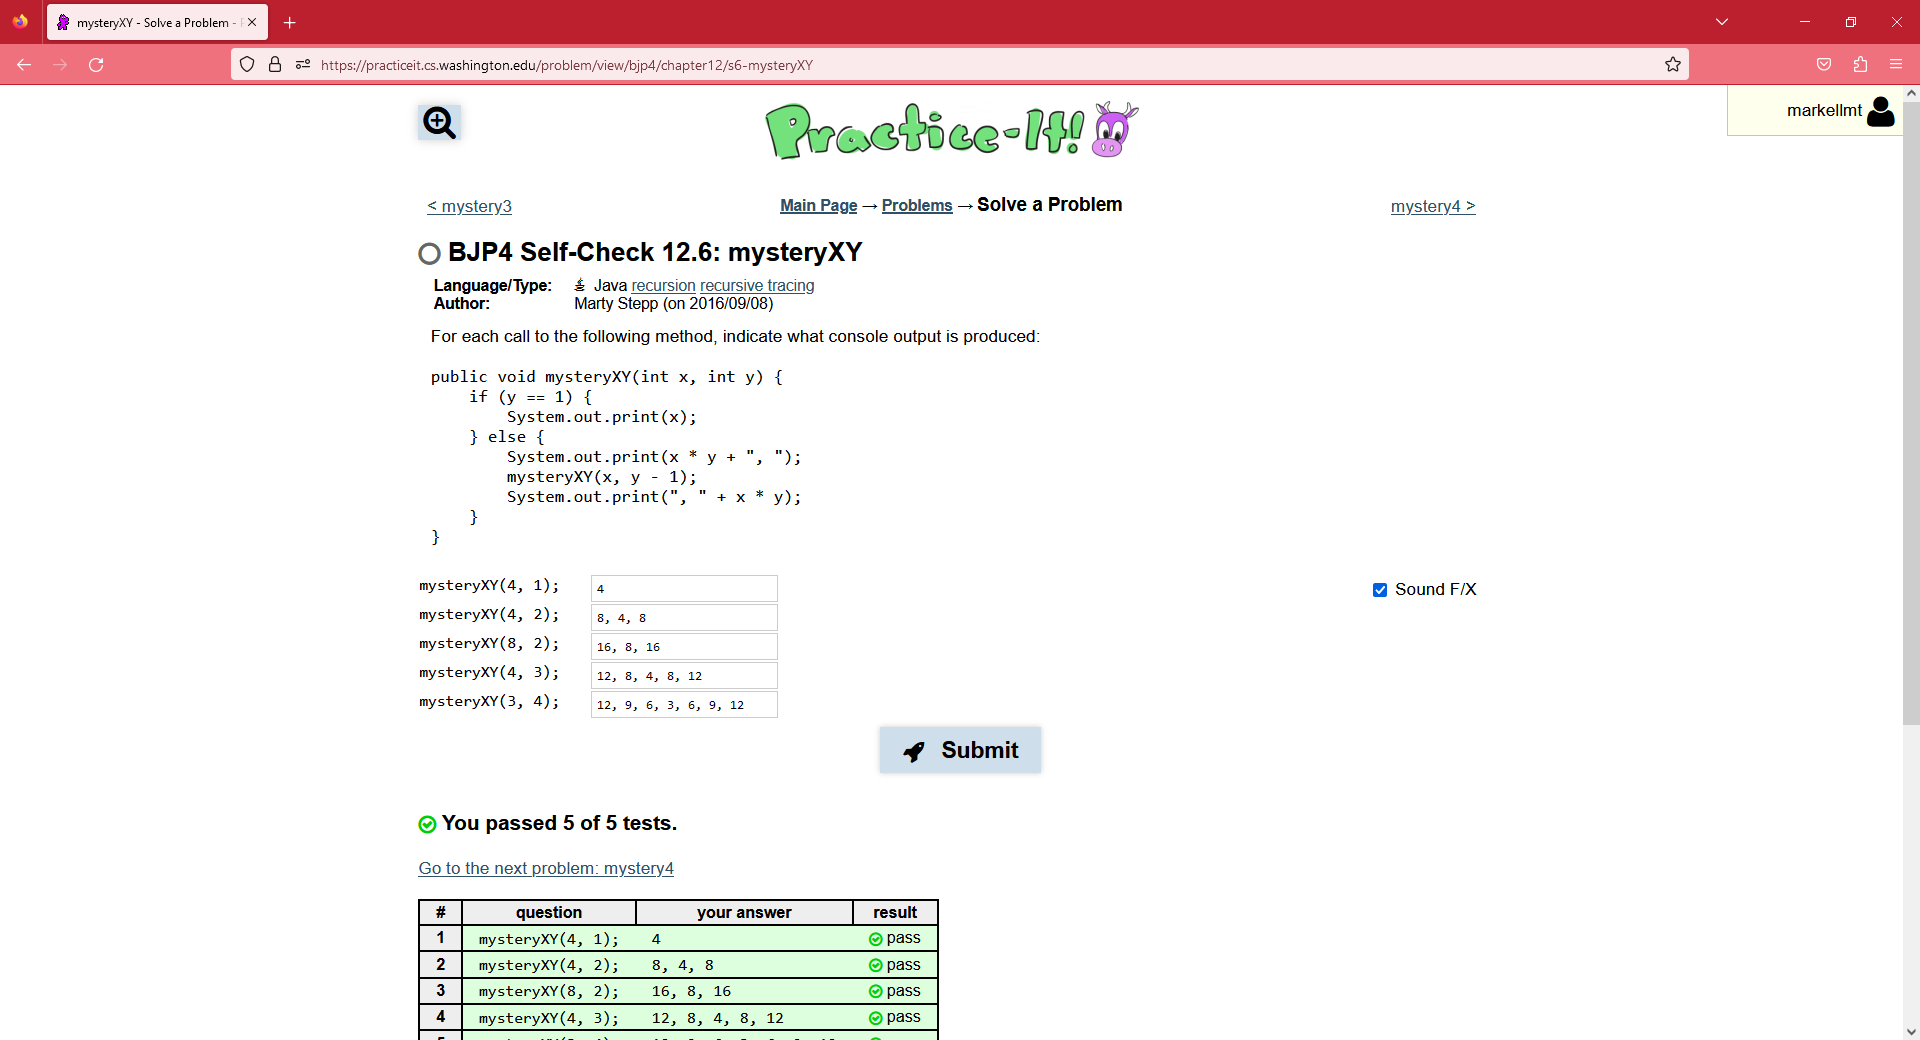 mysteryXY - Solve a Problem -
https://practiceit.cs.washington.edu/problem/view/bjp4/chapter12/s6-mysteryXY
Practice-It!
markellmt
< mystery3
Main Page → Problems → Solve a Problem
mystery4 >
BJP4 Self-Check 12.6: mysteryXY
Language/Type: Java recursion recursive tracing
Author: Marty Stepp (on 2016/09/08)
For each call to the following method, indicate what console output is produced:
public void mysteryXY(int x, int y) {
    if (y == 1) {
        System.out.print(x);
    } else {
        System.out.print(x * y + ", ");
        mysteryXY(x, y - 1);
        System.out.print(", " + x * y);
    }
}
mysteryXY(4, 1); 4
Sound F/X
mysteryXY(4, 2); 8, 4, 8
mysteryXY(8, 2); 16, 8, 16
mysteryXY(4, 3); 12, 8, 4, 8, 12
mysteryXY(3, 4); 12, 9, 6, 3, 6, 9, 12
Submit
You passed 5 of 5 tests.
Go to the next problem: mystery4
# question your answer result
1 mysteryXY(4, 1); 4 pass
2 mysteryXY(4, 2); 8, 4, 8 pass
3 mysteryXY(8, 2); 16, 8, 16 pass
4 mysteryXY(4, 3); 12, 8, 4, 8, 12 pass